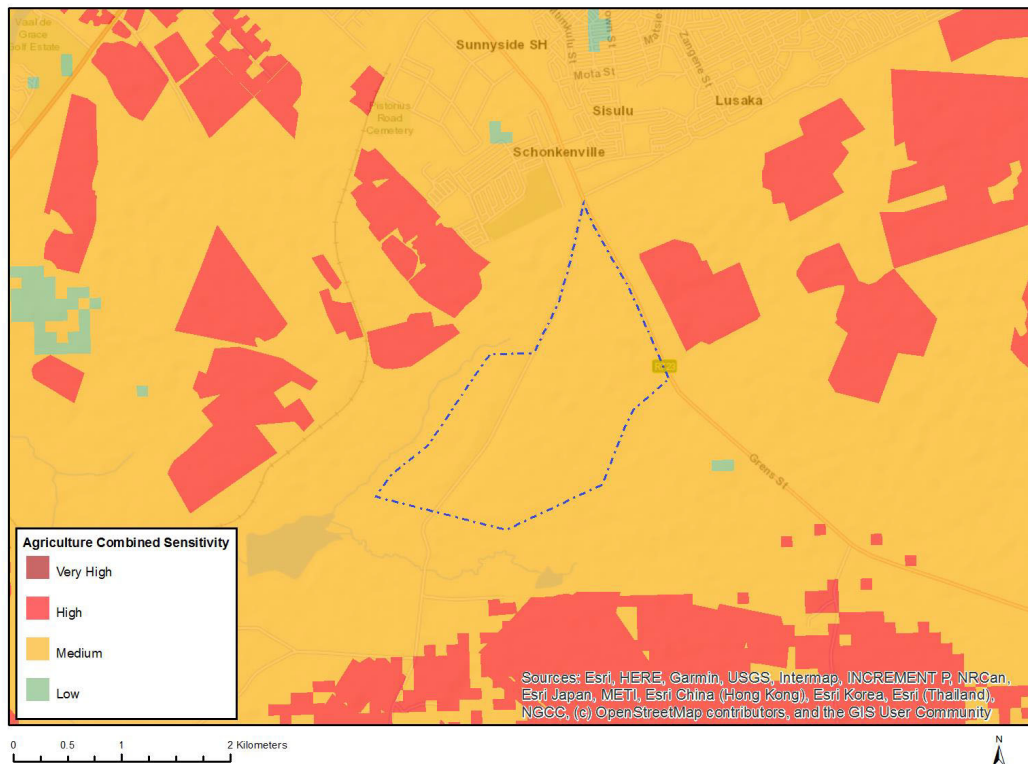 Vaal de
Grace
Golf Estate
Sunnyside SH
Mota St
Zangene St
Sisulu
Lusaka
Pistorius
Road
Cemetery
Schonkenville
Grens St
Agriculture Combined Sensitivity
Very High
High
Medium
Low
Sources: Esri, HERE, Garmin, USGS, Intermap, INCREMENT P, NRCan,
Esri Japan, METI, Esri China (Hong Kong), Esri Korea, Esri (Thailand),
NGCC, (c) OpenStreetMap contributors, and the GIS User Community
0 0.5 1 2 Kilometers
N